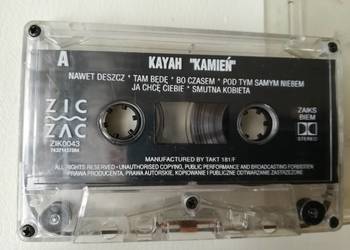 A
KAYAH "KAMIEŃ"
NAWET DESZCZ * TAM BĘDĘ * BO CZASEM * POD TYM SAMYM NIEBEM
JA CHCĘ CIEBIE * SMUTNA KOBIETA
ZIC
ZAC
ZIK0043
74321437284
ZAIKS
BIEM
MANUFACTURED BY TAKT 181/F
ALL RIGHTS RESERVED - UNAUTHORISED COPYING, PUBLIC PERFORMANCE AND BROADCASTING FORBIDDEN
PRAWA PRODUCENTA, PRAWA AUTORSKIE, KOPIOWANIE I PUBLICZNE ODTWARZANIE ZASTRZEŻONE